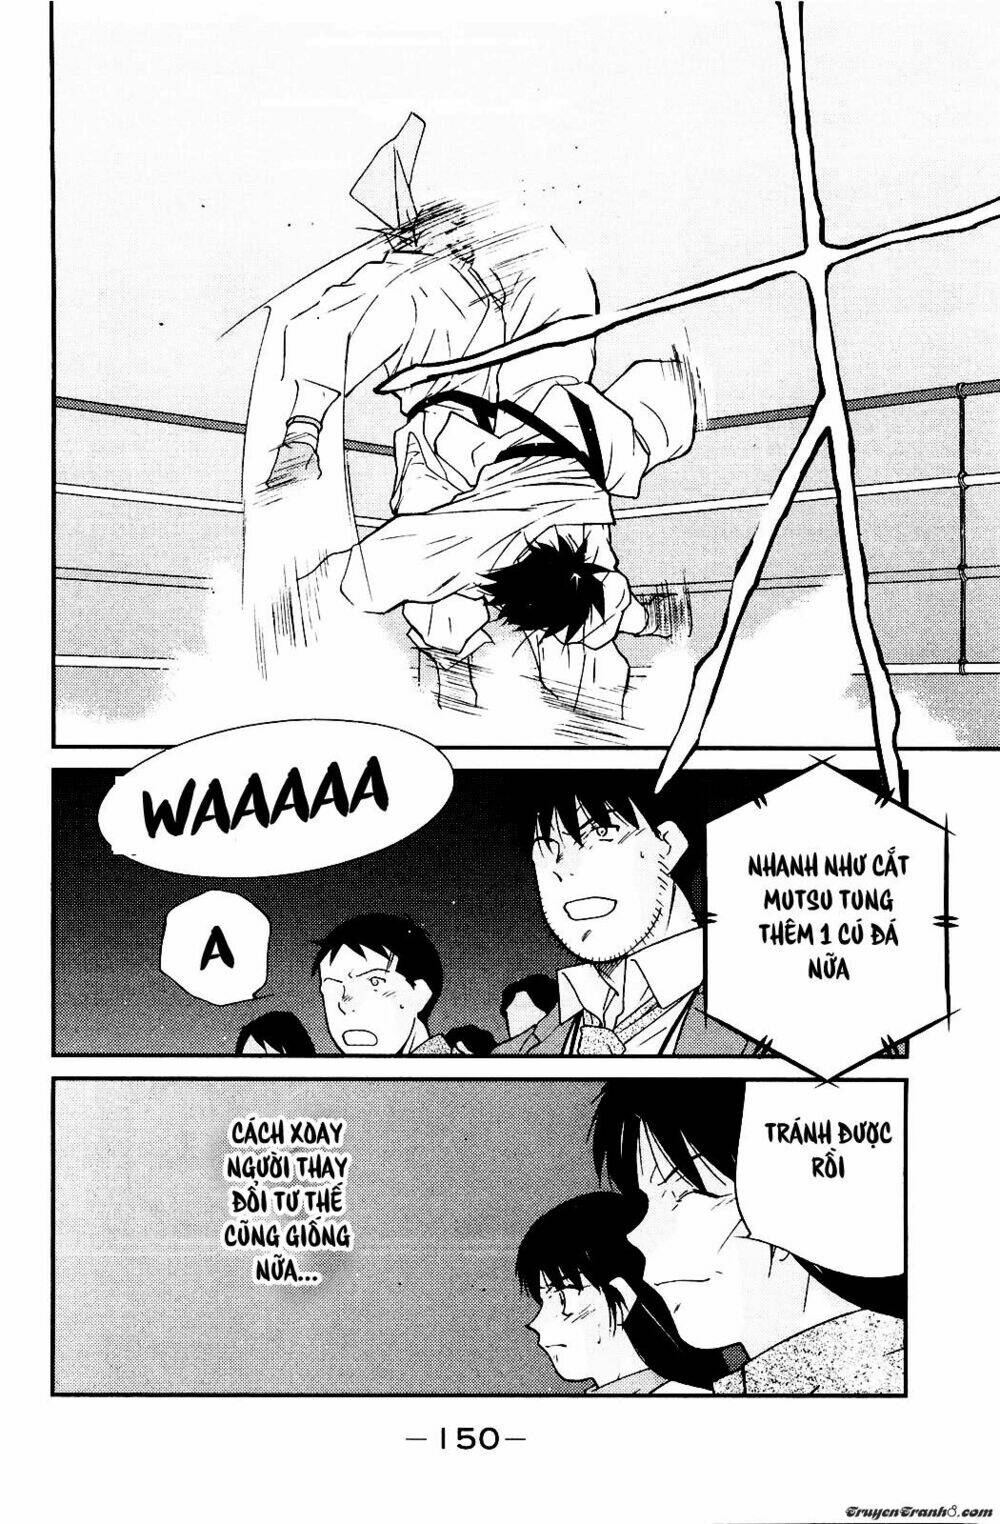 WAAAAA
A
NHANH NHƯ CẮT
MUTSU TUNG
THÊM 1 CÚ ĐÁ
NỮA
TRÁNH ĐƯỢC
RỒI
CÁCH XOAY
NGƯỜI THAY
ĐỔI TƯ THẾ
CŨNG GIỐNG
NỮA...
—150—
TruyenTranh8.com